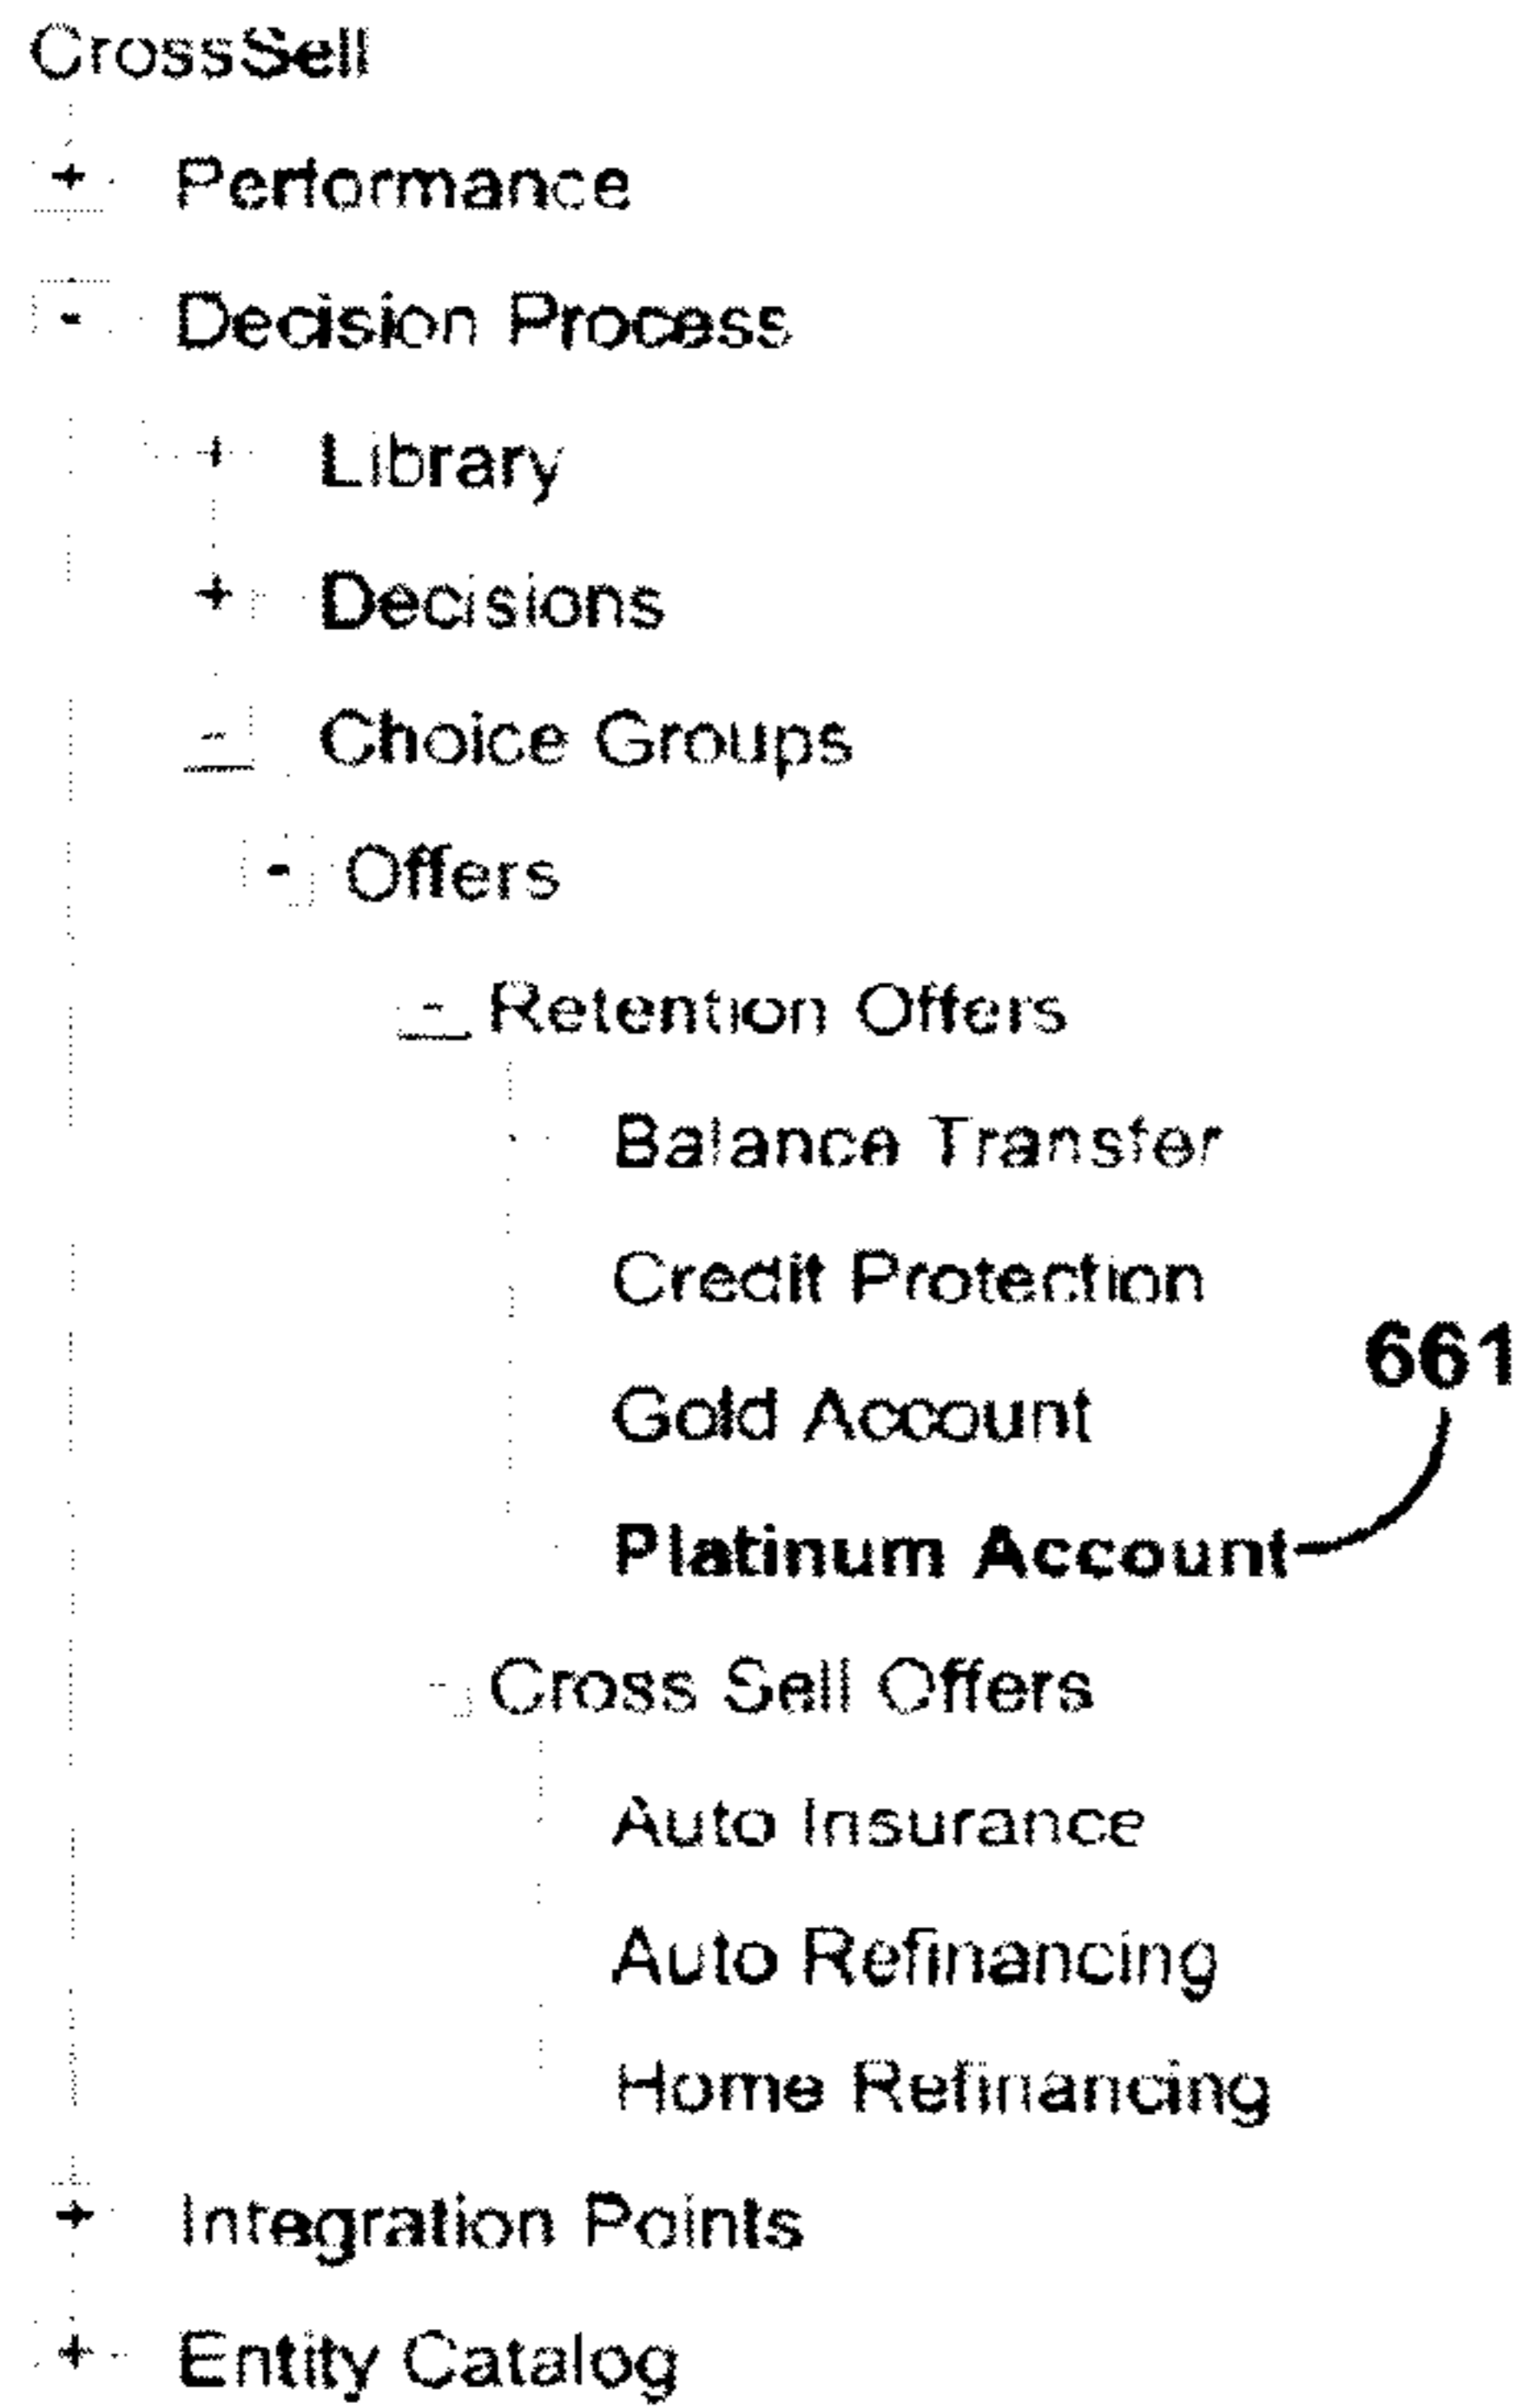 CrossSell
+ Performance
- Decision Process
+ Library
+ Decisions
- Choice Groups
- Offers
- Retention Offers
Balance Transfer
Credit Protection
661
Gold Account
Platinum Account
- Cross Sell Offers
Auto Insurance
Auto Refinancing
Home Refinancing
+ Integration Points
+ Entity Catalog